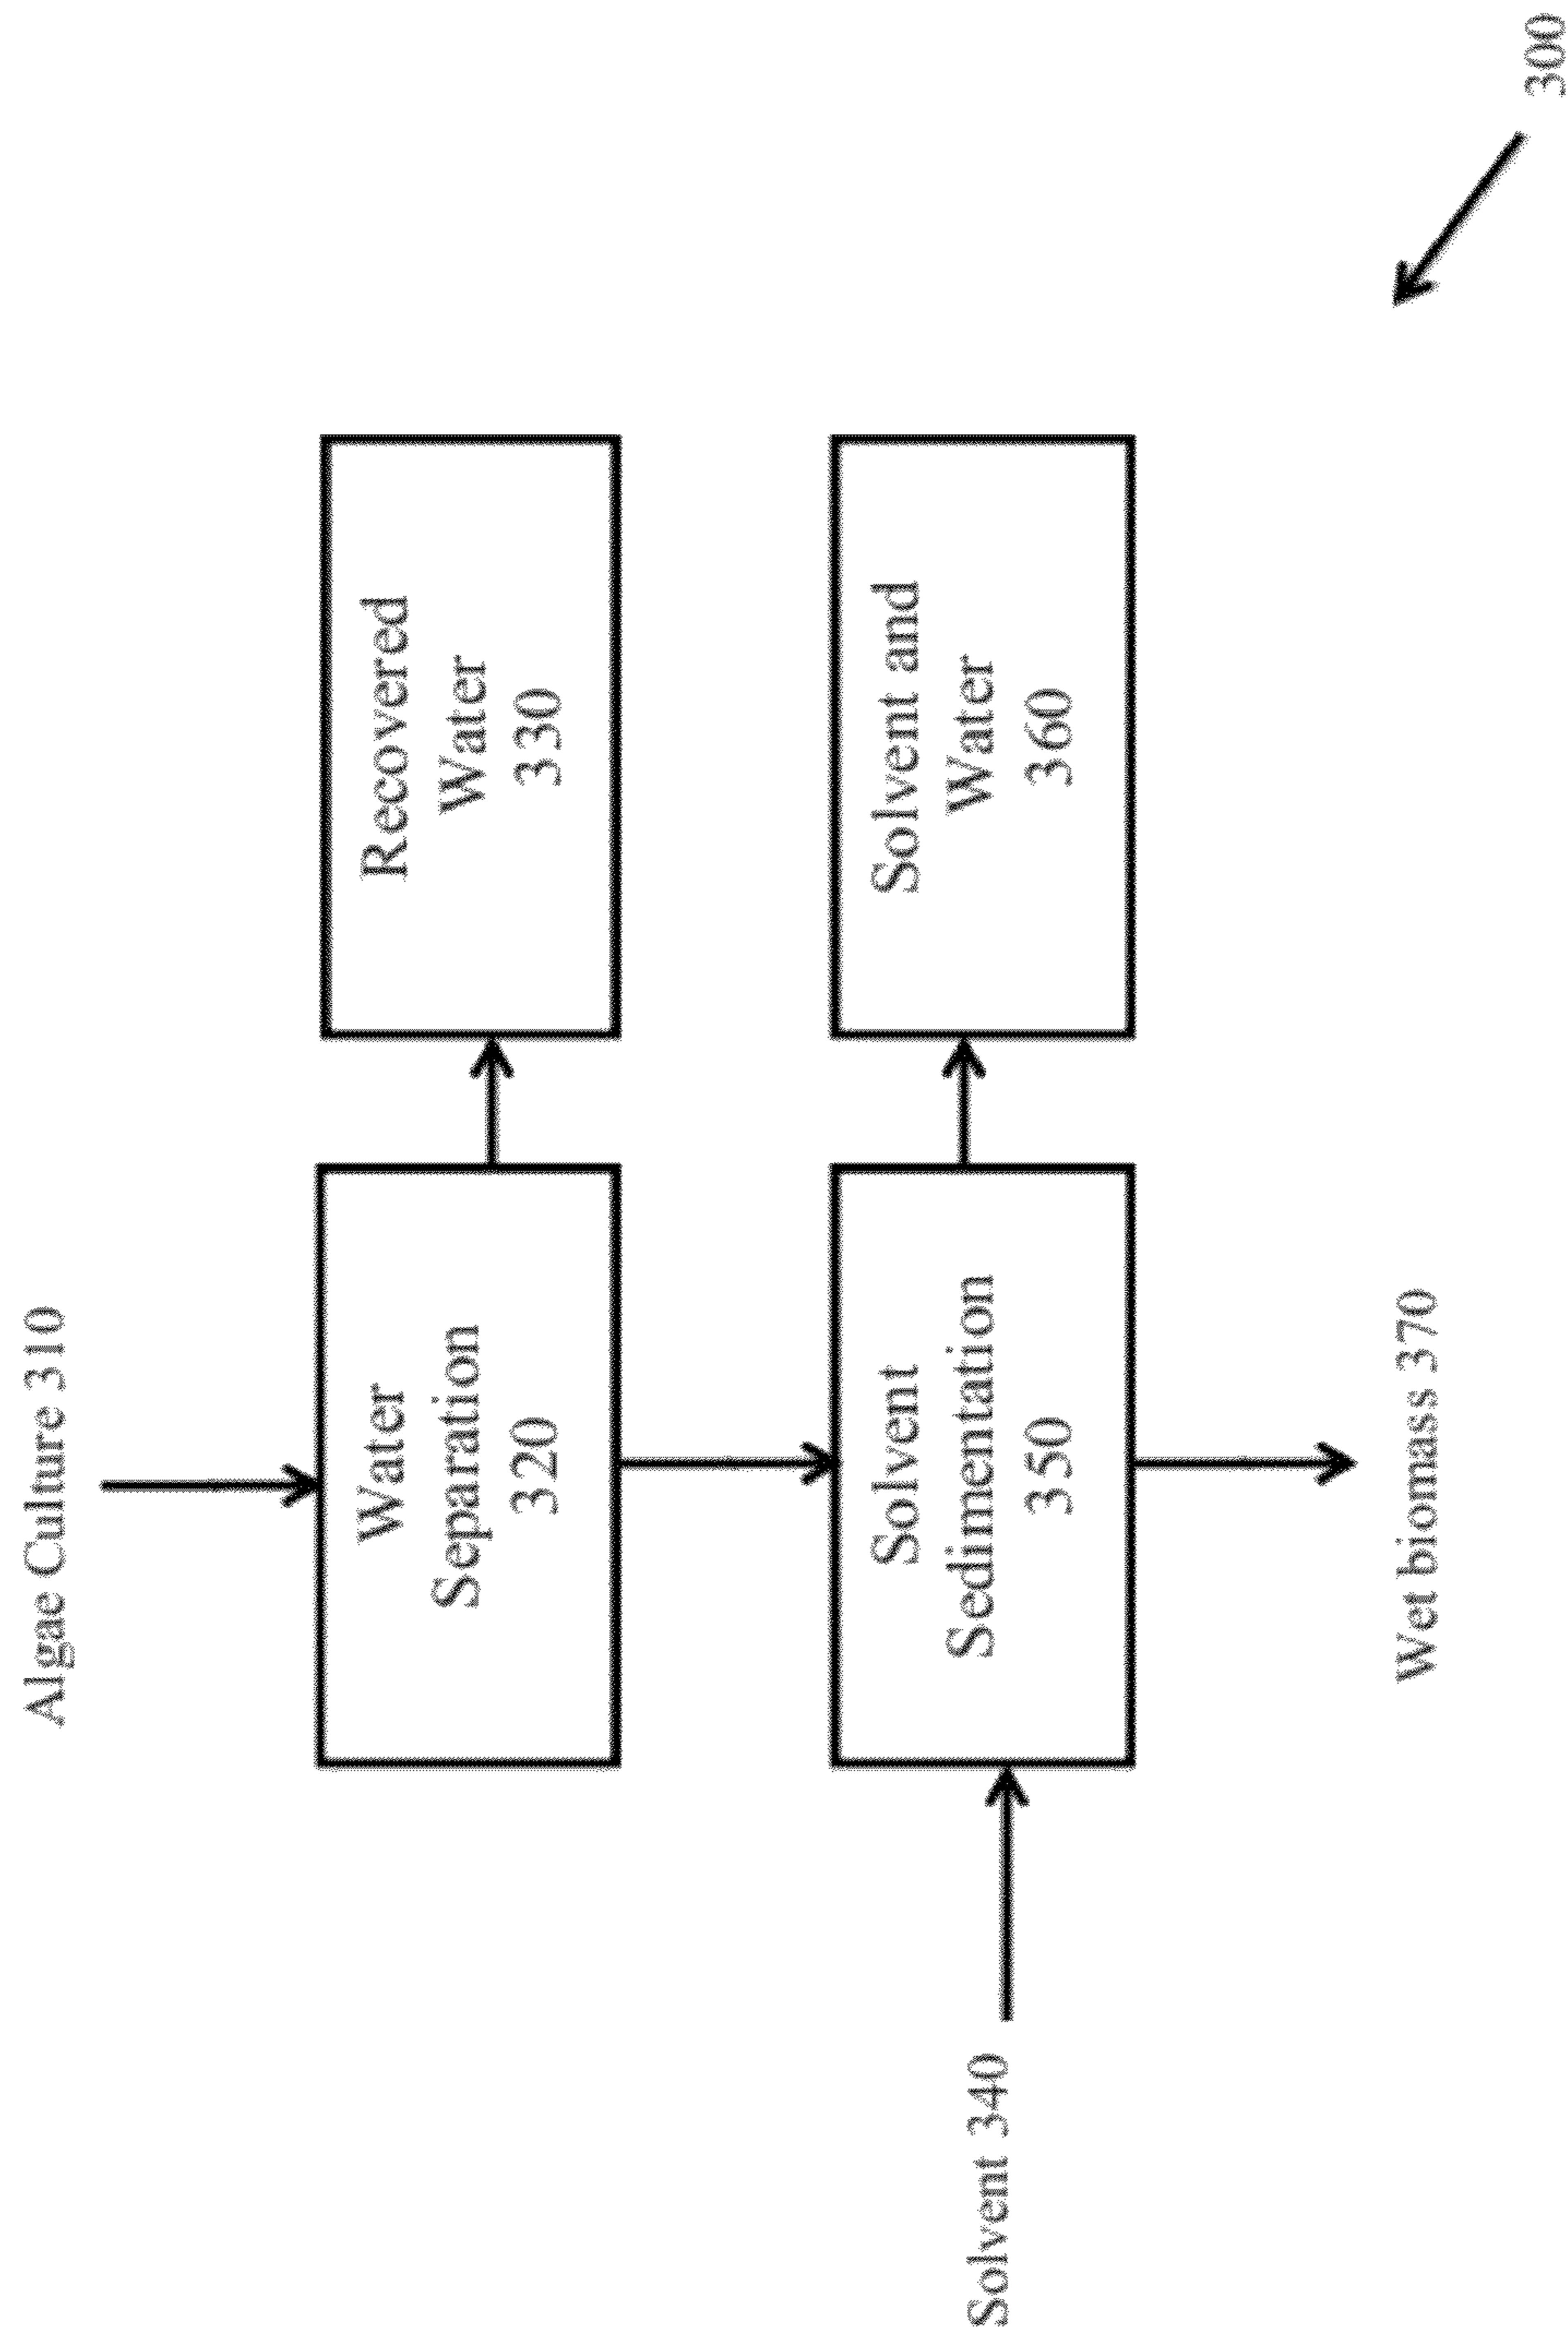 Algae Culture 310
Water
Separation
320
Recovered
Water
330
Solvent 340
Solvent
Sedimentation
350
Solvent and
Water
360
Wet biomass 370
300